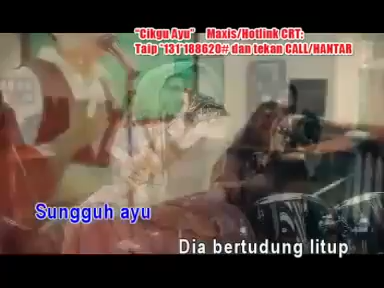 "Cikgu Ayu" Maxis/Hotlink CRT:
Taip *131*188620# dan tekan CALL/HANTAR
Sungguh ayu
Dia bertudung litup